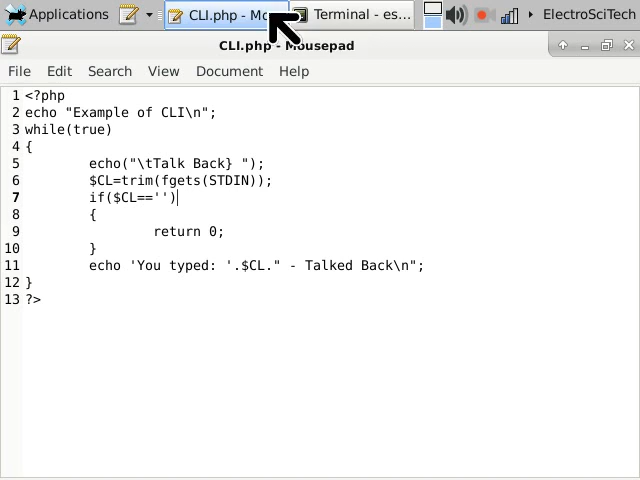 Applications CLI.php - Mo Terminal - es... ElectroSciTech
CLI.php - Mousepad
File Edit Search View Document Help
1 <?php
2 echo "Example of CLI\n";
3 while(true)
4 {
5 echo("\tTalk Back} ");
6 $CL=trim(fgets(STDIN));
7 if($CL=='')
8 {
9 return 0;
10 }
11 echo 'You typed: '.$CL." - Talked Back\n";
12 }
13 ?>